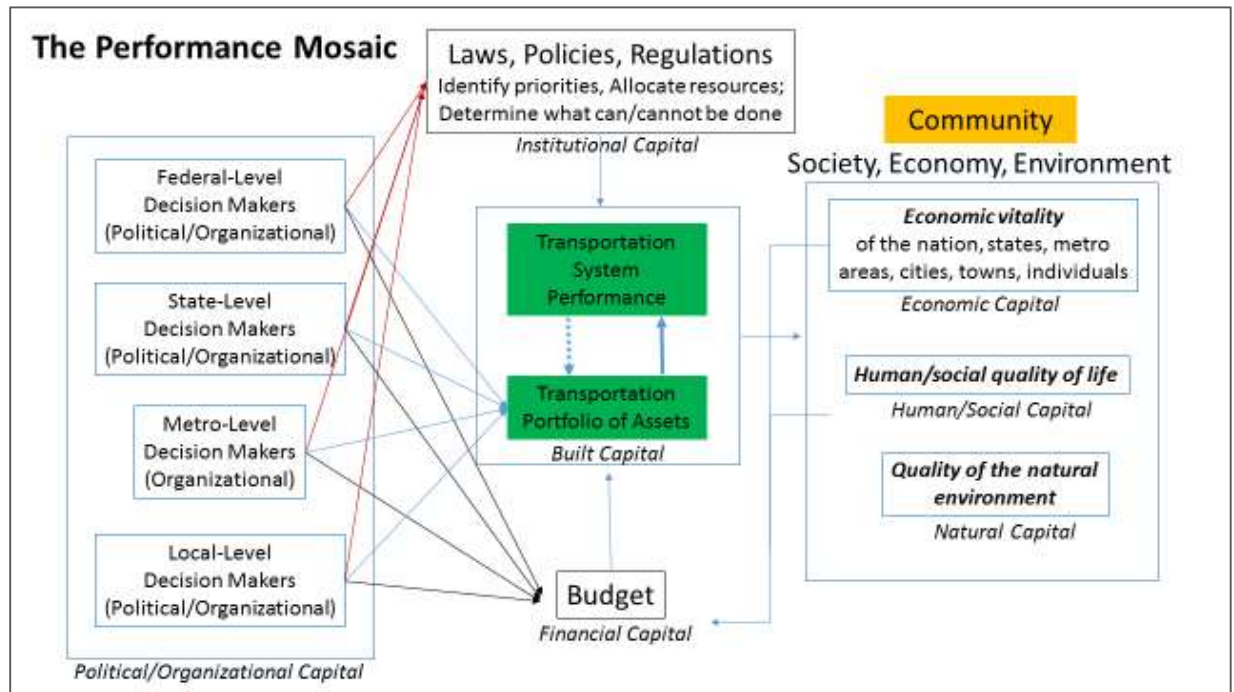 The Performance Mosaic
Laws, Policies, Regulations
Identify priorities, Allocate resources;
Determine what can/cannot be done
Institutional Capital
Federal-Level
Decision Makers
(Political/Organizational)
State-Level
Decision Makers
(Political/Organizational)
Metro-Level
Decision Makers
(Organizational)
Local-Level
Decision Makers
(Political/Organizational)
Political/Organizational Capital
Transportation
System
Performance
Transportation
Portfolio of Assets
Built Capital
Budget
Financial Capital
Community
Society, Economy, Environment
Economic vitality
of the nation, states, metro
areas, cities, towns, individuals
Economic Capital
Human/social quality of life
Human/Social Capital
Quality of the natural
environment
Natural Capital